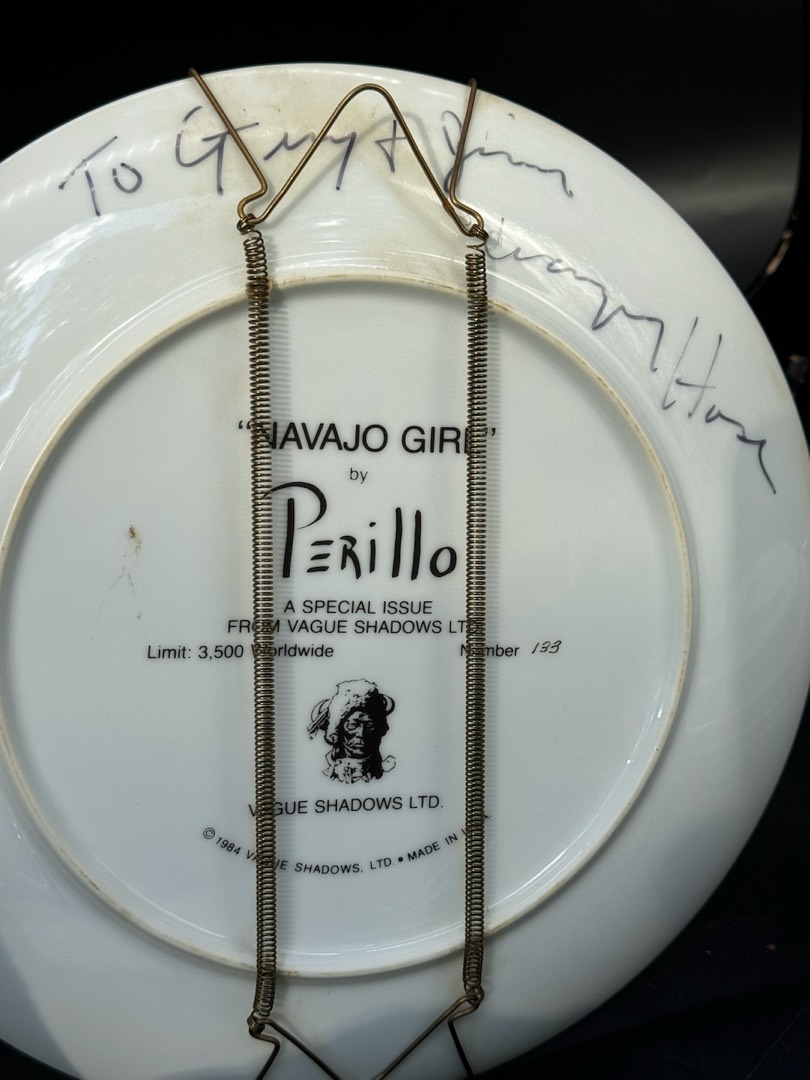 To
"NAVAJO GIRL"
by
PERillo
A SPECIAL ISSUE
FROM VAGUE SHADOWS LTD.
Limit: 3,500 Worldwide Number 133
VAGUE SHADOWS LTD.
©1984 VAGUE SHADOWS. LTD. • MADE IN U.S.A.